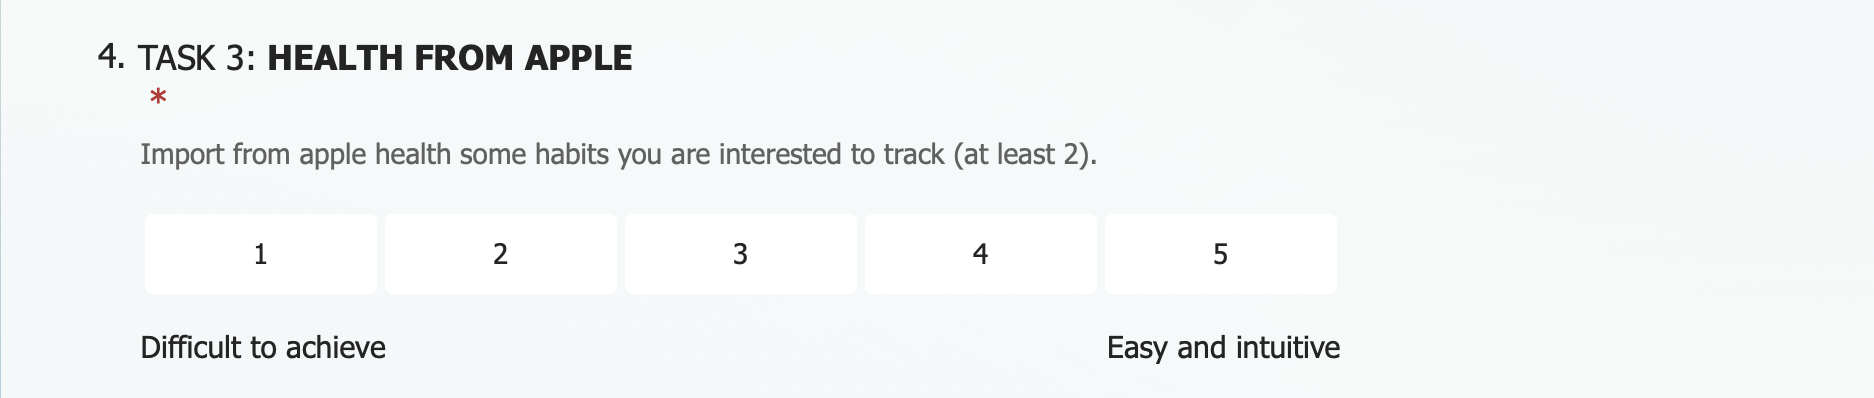 4. TASK 3: HEALTH FROM APPLE
*
Import from apple health some habits you are interested to track (at least 2).
1 2 3 4 5
Difficult to achieve Easy and intuitive